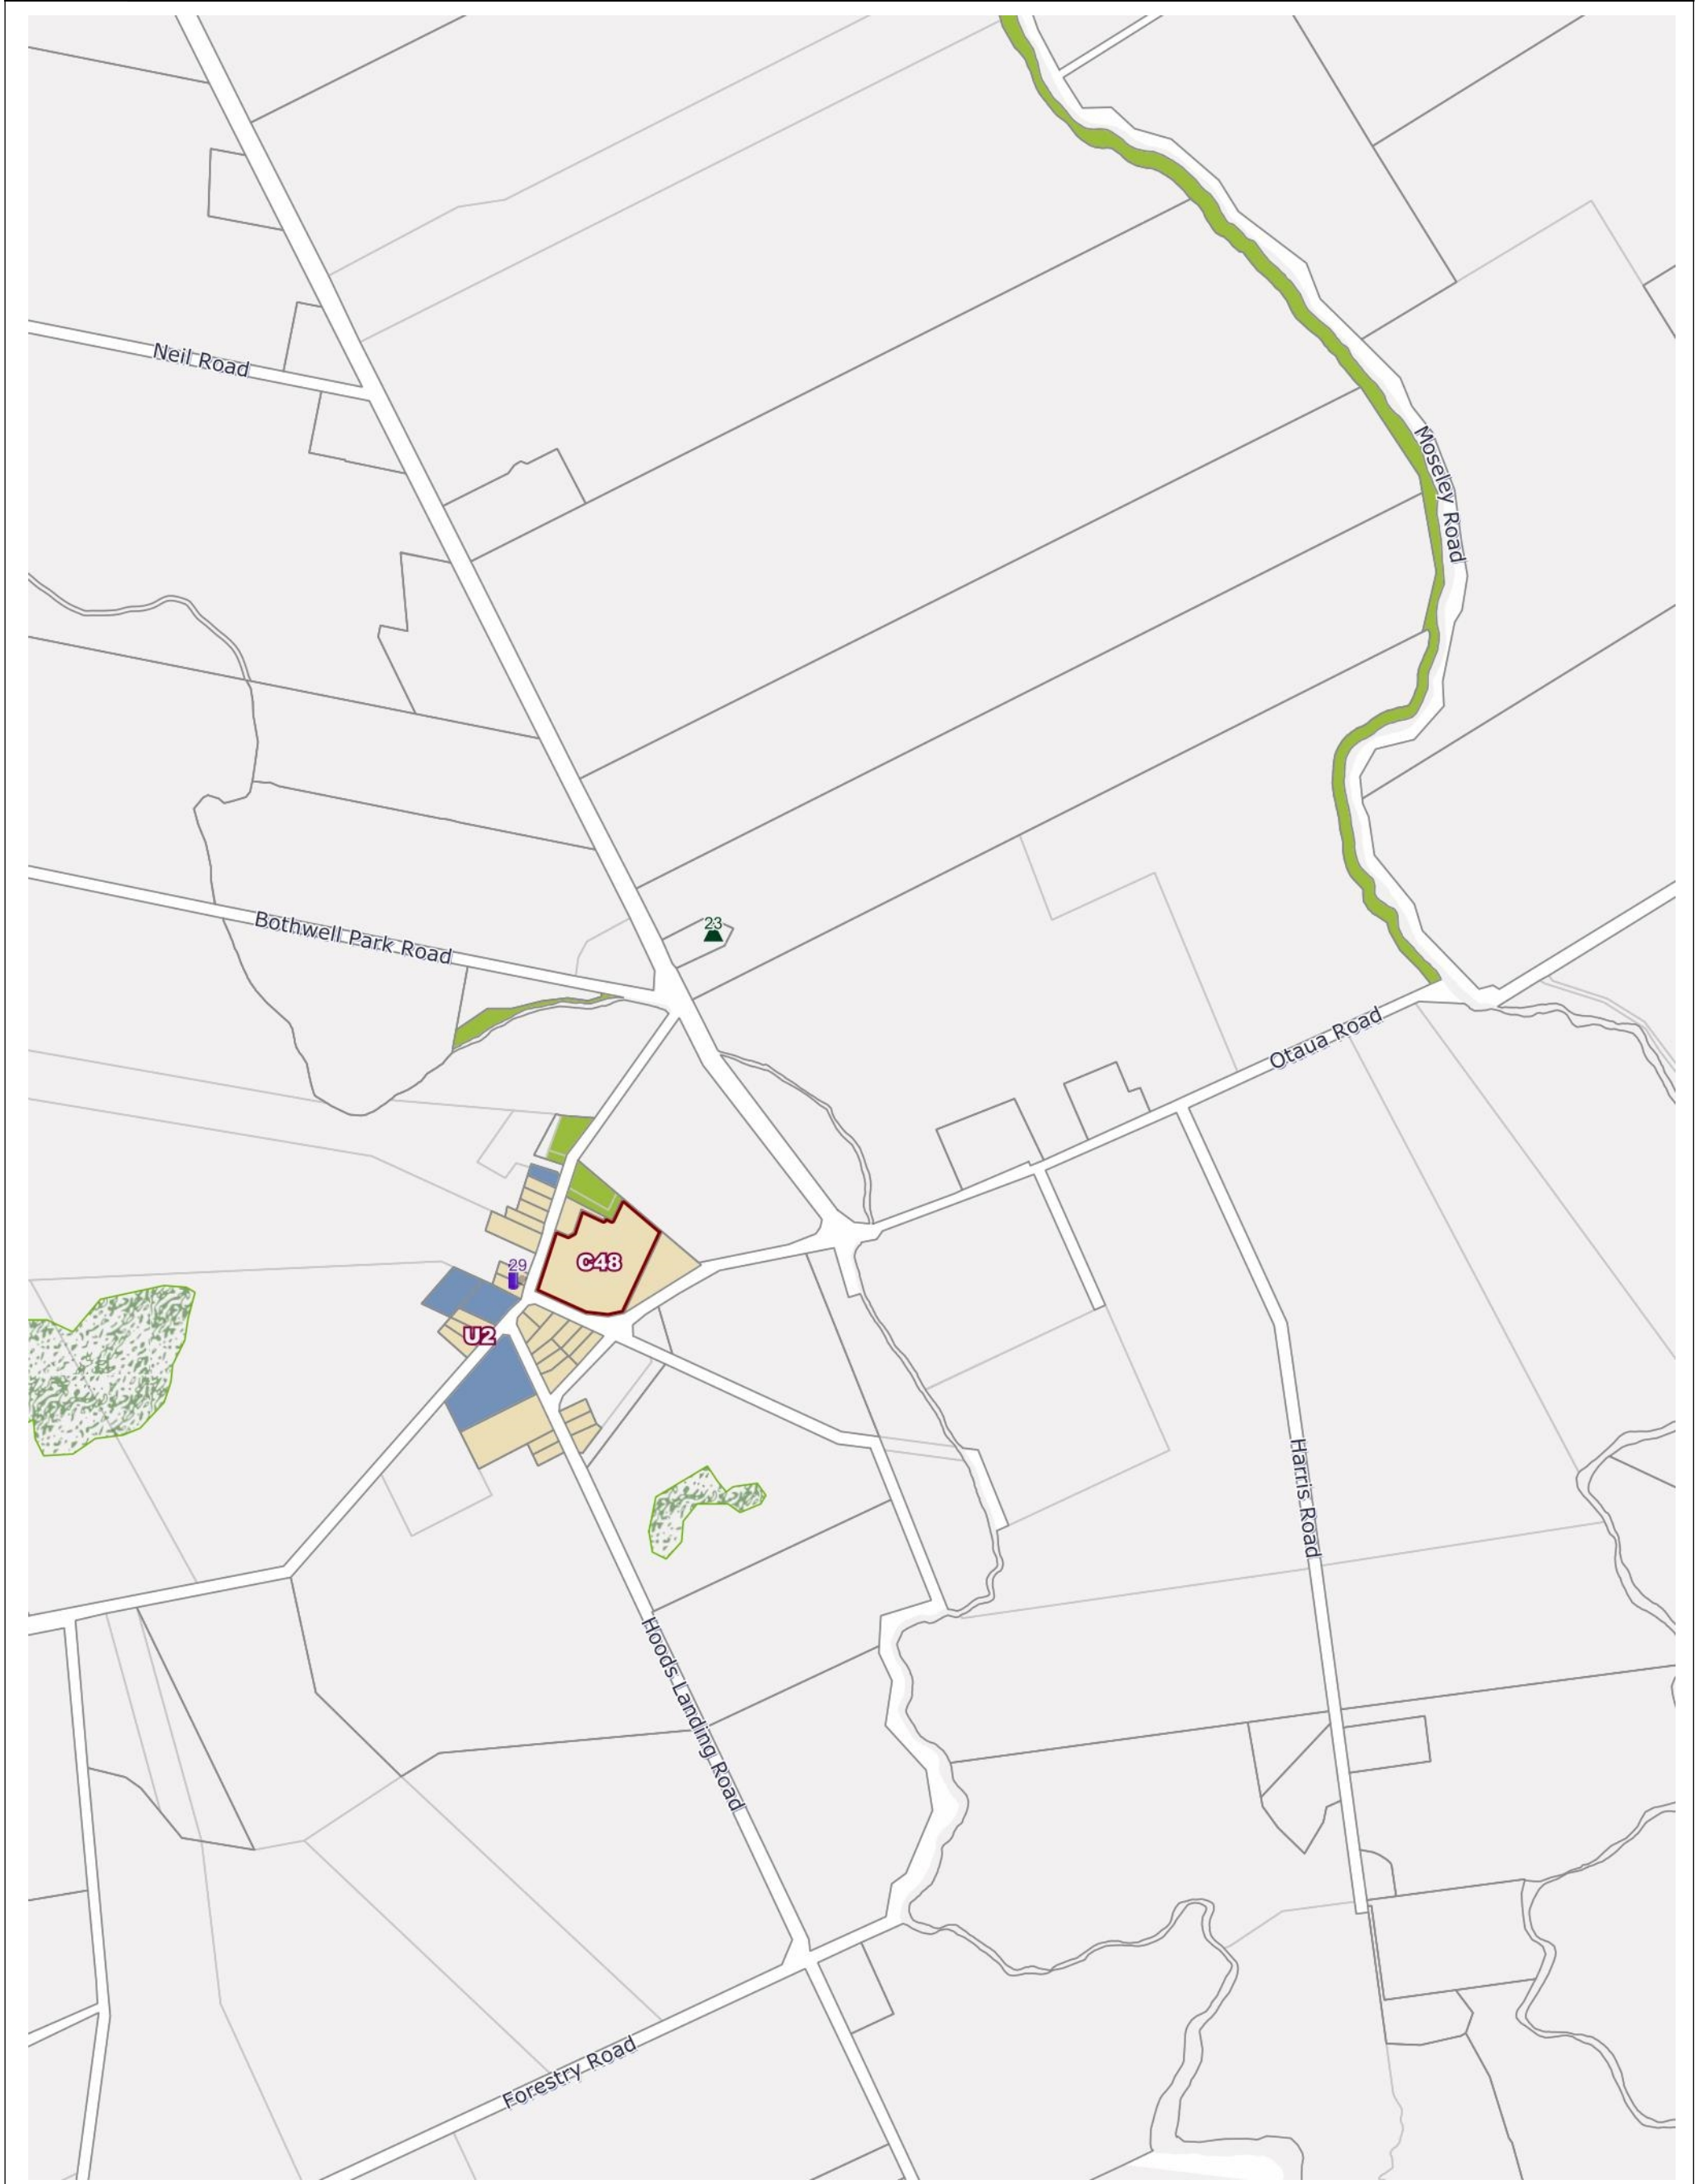 Neil Road
Moseley Road
23
Bothwell Park Road
Otaua Road
C48
29
U2
Harris Road
Hoods Landing Road
Forestry Road